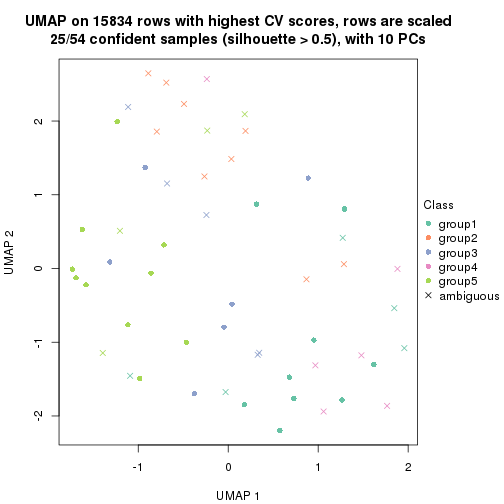 UMAP on 15834 rows with highest CV scores, rows are scaled
25/54 confident samples (silhouette > 0.5), with 10 PCs
UMAP 2
2
1
0
-1
-2
-1
0
1
2
UMAP 1
Class
group1
group2
group3
group4
group5
ambiguous